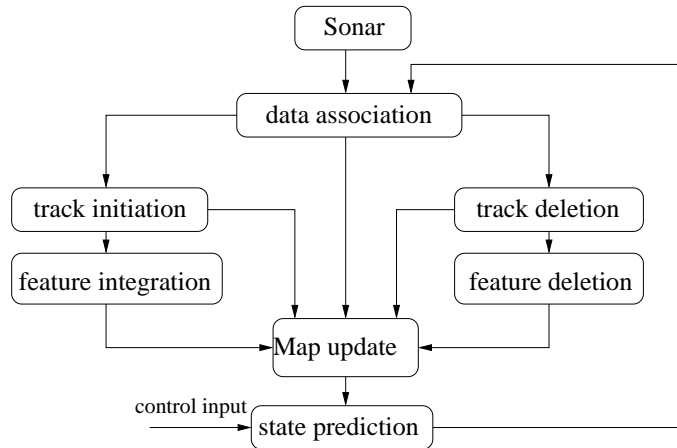 Sonar
data association
track initiation
track deletion
feature integration
feature deletion
Map update
control input
state prediction